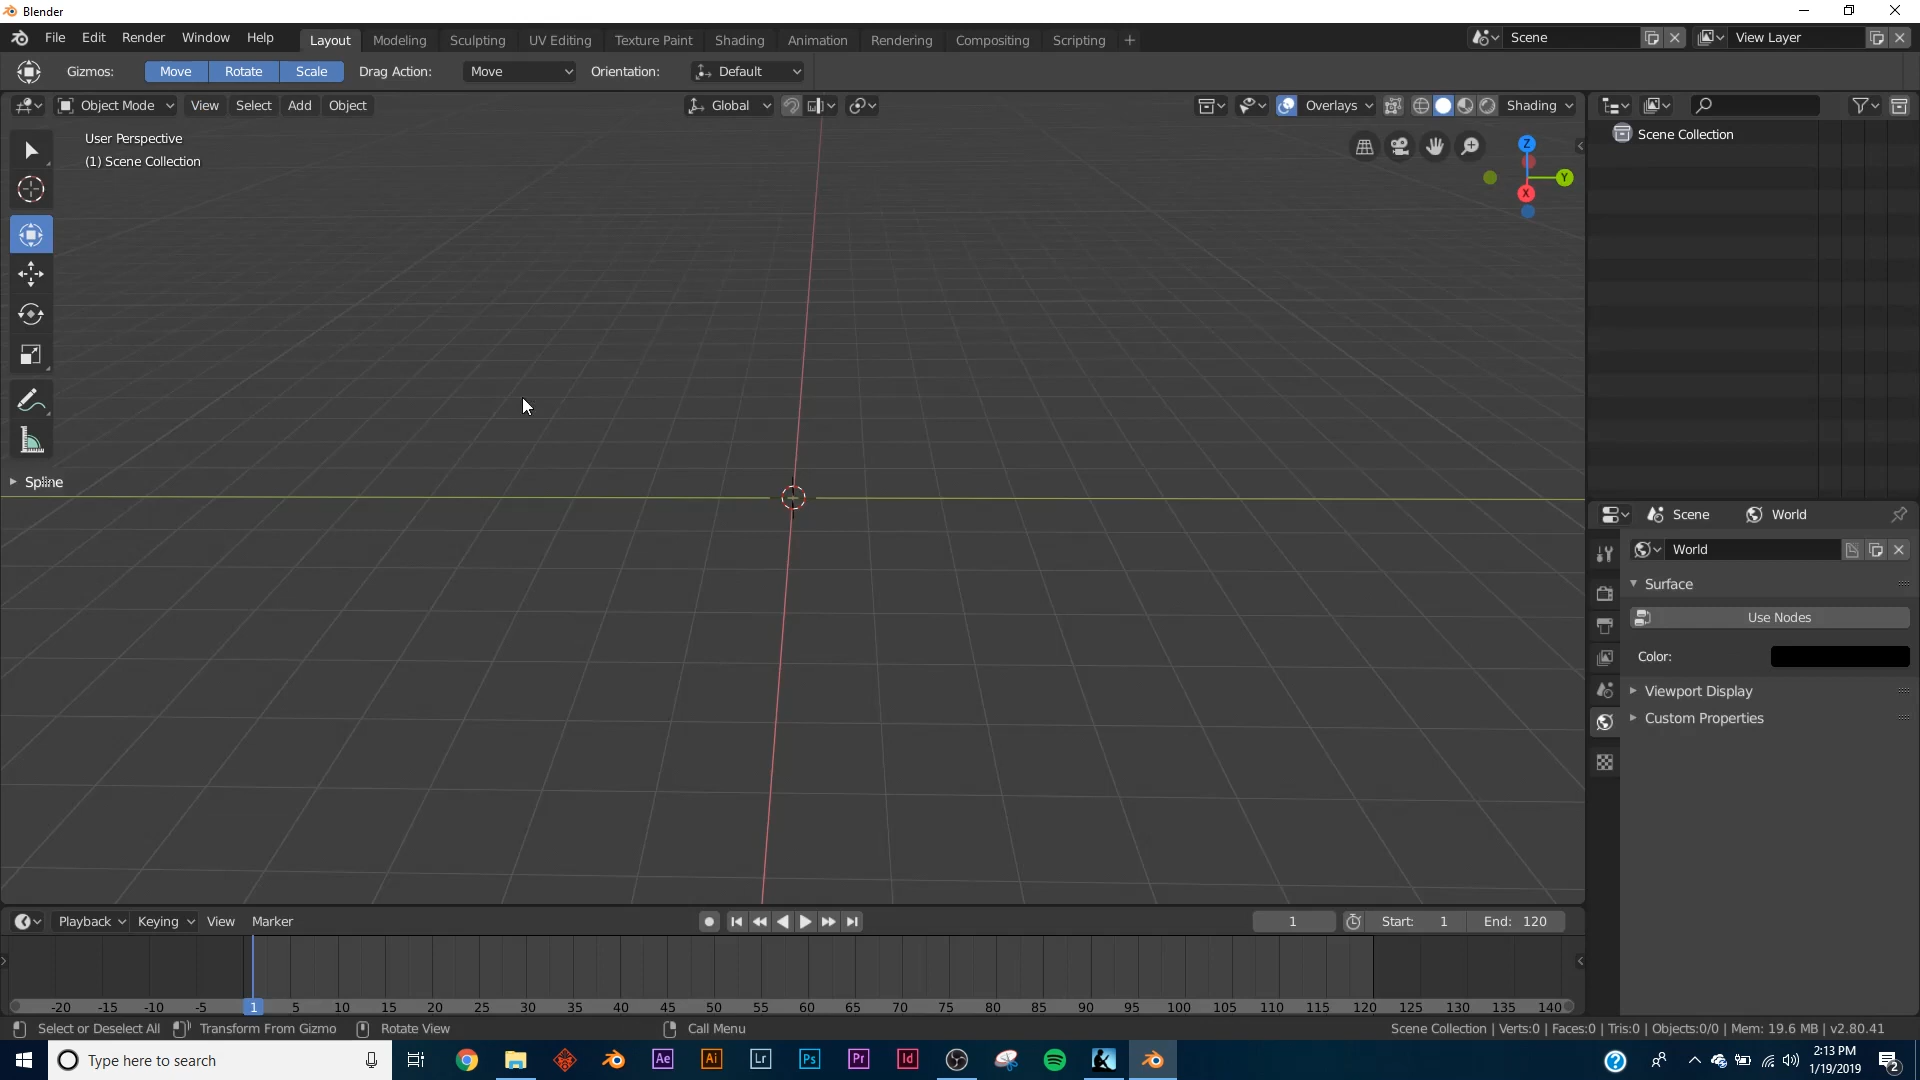 Blender
File Edit Render Window Help Layout Modeling Sculpting UV Editing Texture Paint Shading Animation Rendering Compositing Scripting + Scene View Layer
Gizmos: Move Rotate Scale Drag Action: Move Orientation: Default
Object Mode View Select Add Object Global Overlays Shading
User Perspective
(1) Scene Collection
Z
Y
X
Spline
Scene Collection
Scene World
World
Surface
Use Nodes
Color:
Viewport Display
Custom Properties
Playback Keying View Marker 1 Start: 1 End: 120
-20 -15 -10 -5 1 5 10 15 20 25 30 35 40 45 50 55 60 65 70 75 80 85 90 95 100 105 110 115 120 125 130 135 140
Select or Deselect All Transform From Gizmo Rotate View Call Menu Scene Collection | Verts:0 | Faces:0 | Tris:0 | Objects:0/0 | Mem: 19.6 MB | v2.80.41
Type here to search Ae Ai Lr Ps Pr Id ? 2:13 PM
1/19/2019
2